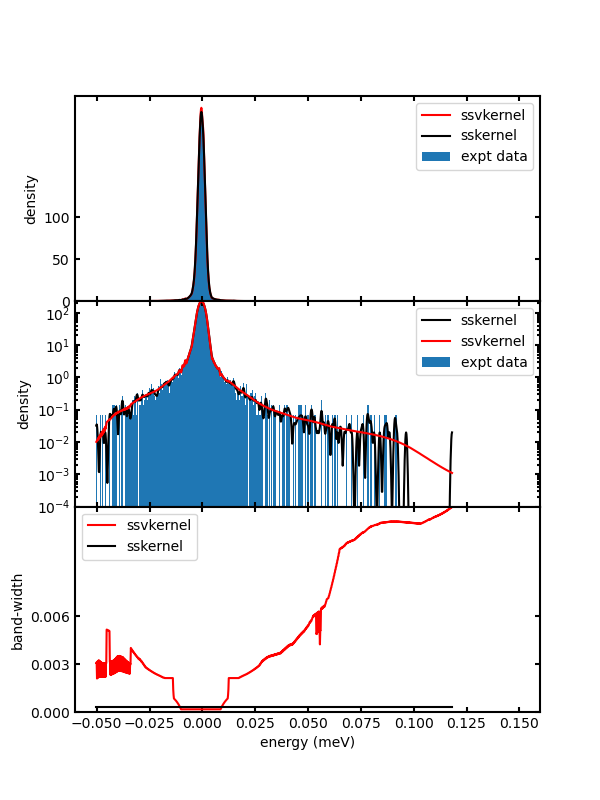 ssvkernel
sskernel
expt data
density
100
50
0
sskernel
ssvkernel
expt data
density
10²
10¹
10⁰
10⁻¹
10⁻²
10⁻³
10⁻⁴
ssvkernel
sskernel
band-width
0.006
0.003
0.000
−0.050 −0.025 0.000 0.025 0.050 0.075 0.100 0.125 0.150
energy (meV)